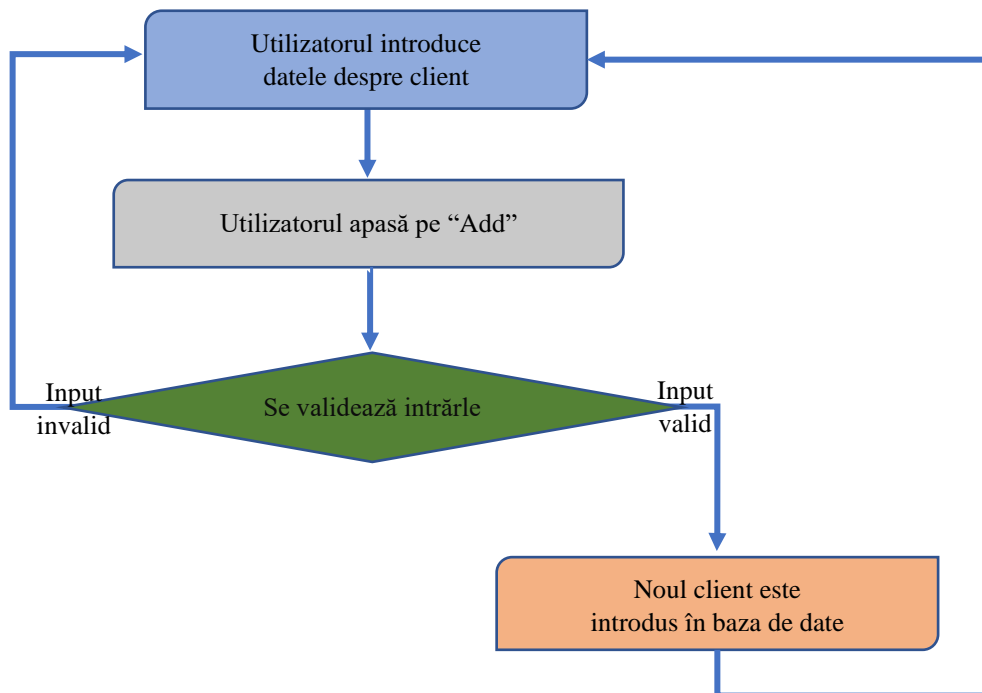 Utilizatorul introduce
datele despre client
Utilizatorul apasă pe “Add”
Input
invalid
Se validează intrărle
Input
valid
Noul client este
introdus în baza de date